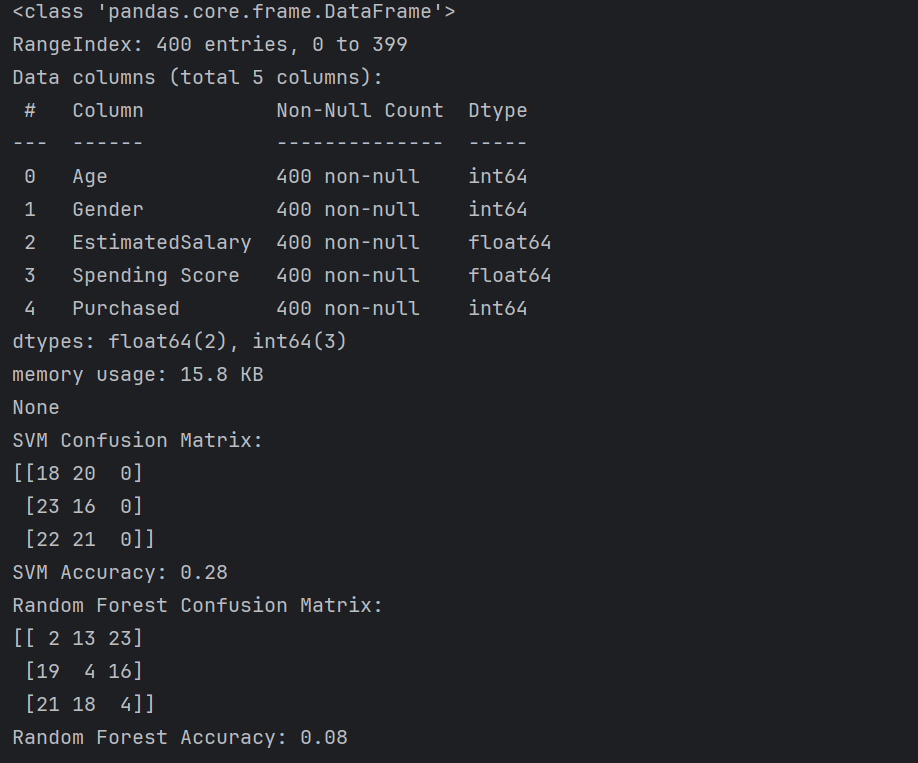 <class 'pandas.core.frame.DataFrame'>
RangeIndex: 400 entries, 0 to 399
Data columns (total 5 columns):
 #   Column           Non-Null Count  Dtype
---  ------           --------------  -----
 0   Age              400 non-null    int64
 1   Gender           400 non-null    int64
 2   EstimatedSalary  400 non-null    float64
 3   Spending Score   400 non-null    float64
 4   Purchased        400 non-null    int64
dtypes: float64(2), int64(3)
memory usage: 15.8 KB
None
SVM Confusion Matrix:
[[18 20  0]
 [23 16  0]
 [22 21  0]]
SVM Accuracy: 0.28
Random Forest Confusion Matrix:
[[ 2 13 23]
 [19  4 16]
 [21 18  4]]
Random Forest Accuracy: 0.08